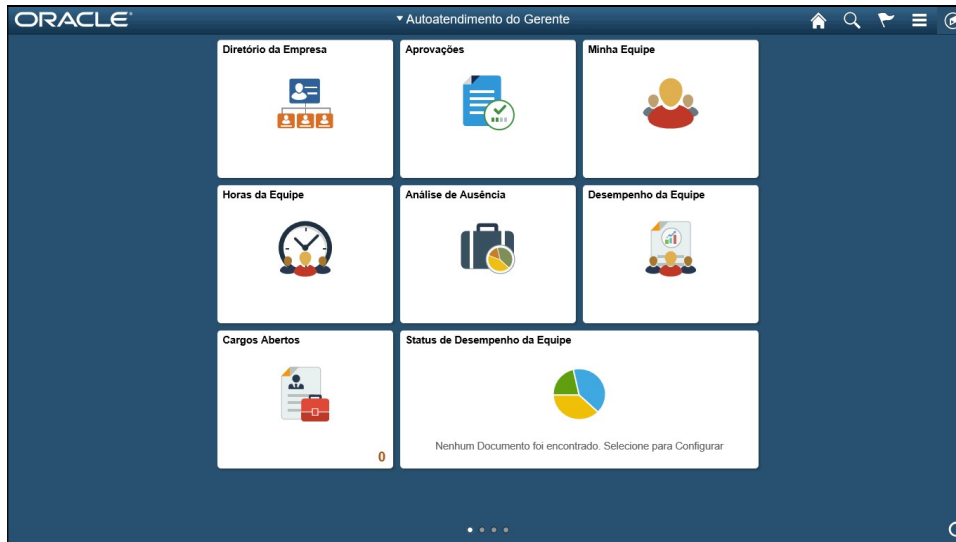 ORACLE
Autoatendimento do Gerente
Diretório da Empresa
Aprovações
Minha Equipe
Horas da Equipe
Análise de Ausência
Desempenho da Equipe
Cargos Abertos
0
Status de Desempenho da Equipe
Nenhum Documento foi encontrado. Selecione para Configurar